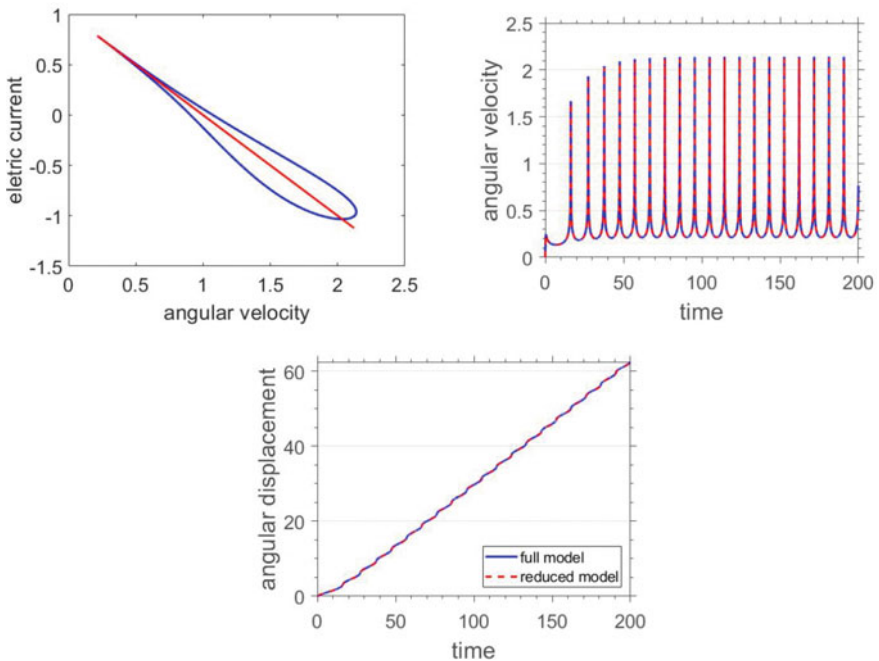 eletric current
1
0.5
0
-0.5
-1
-1.5
0 0.5 1 1.5 2 2.5
angular velocity
angular velocity
2.5
2
1.5
1
0.5
0
0 50 100 150 200
time
angular displacement
60
40
20
0
full model
reduced model
0 50 100 150 200
time